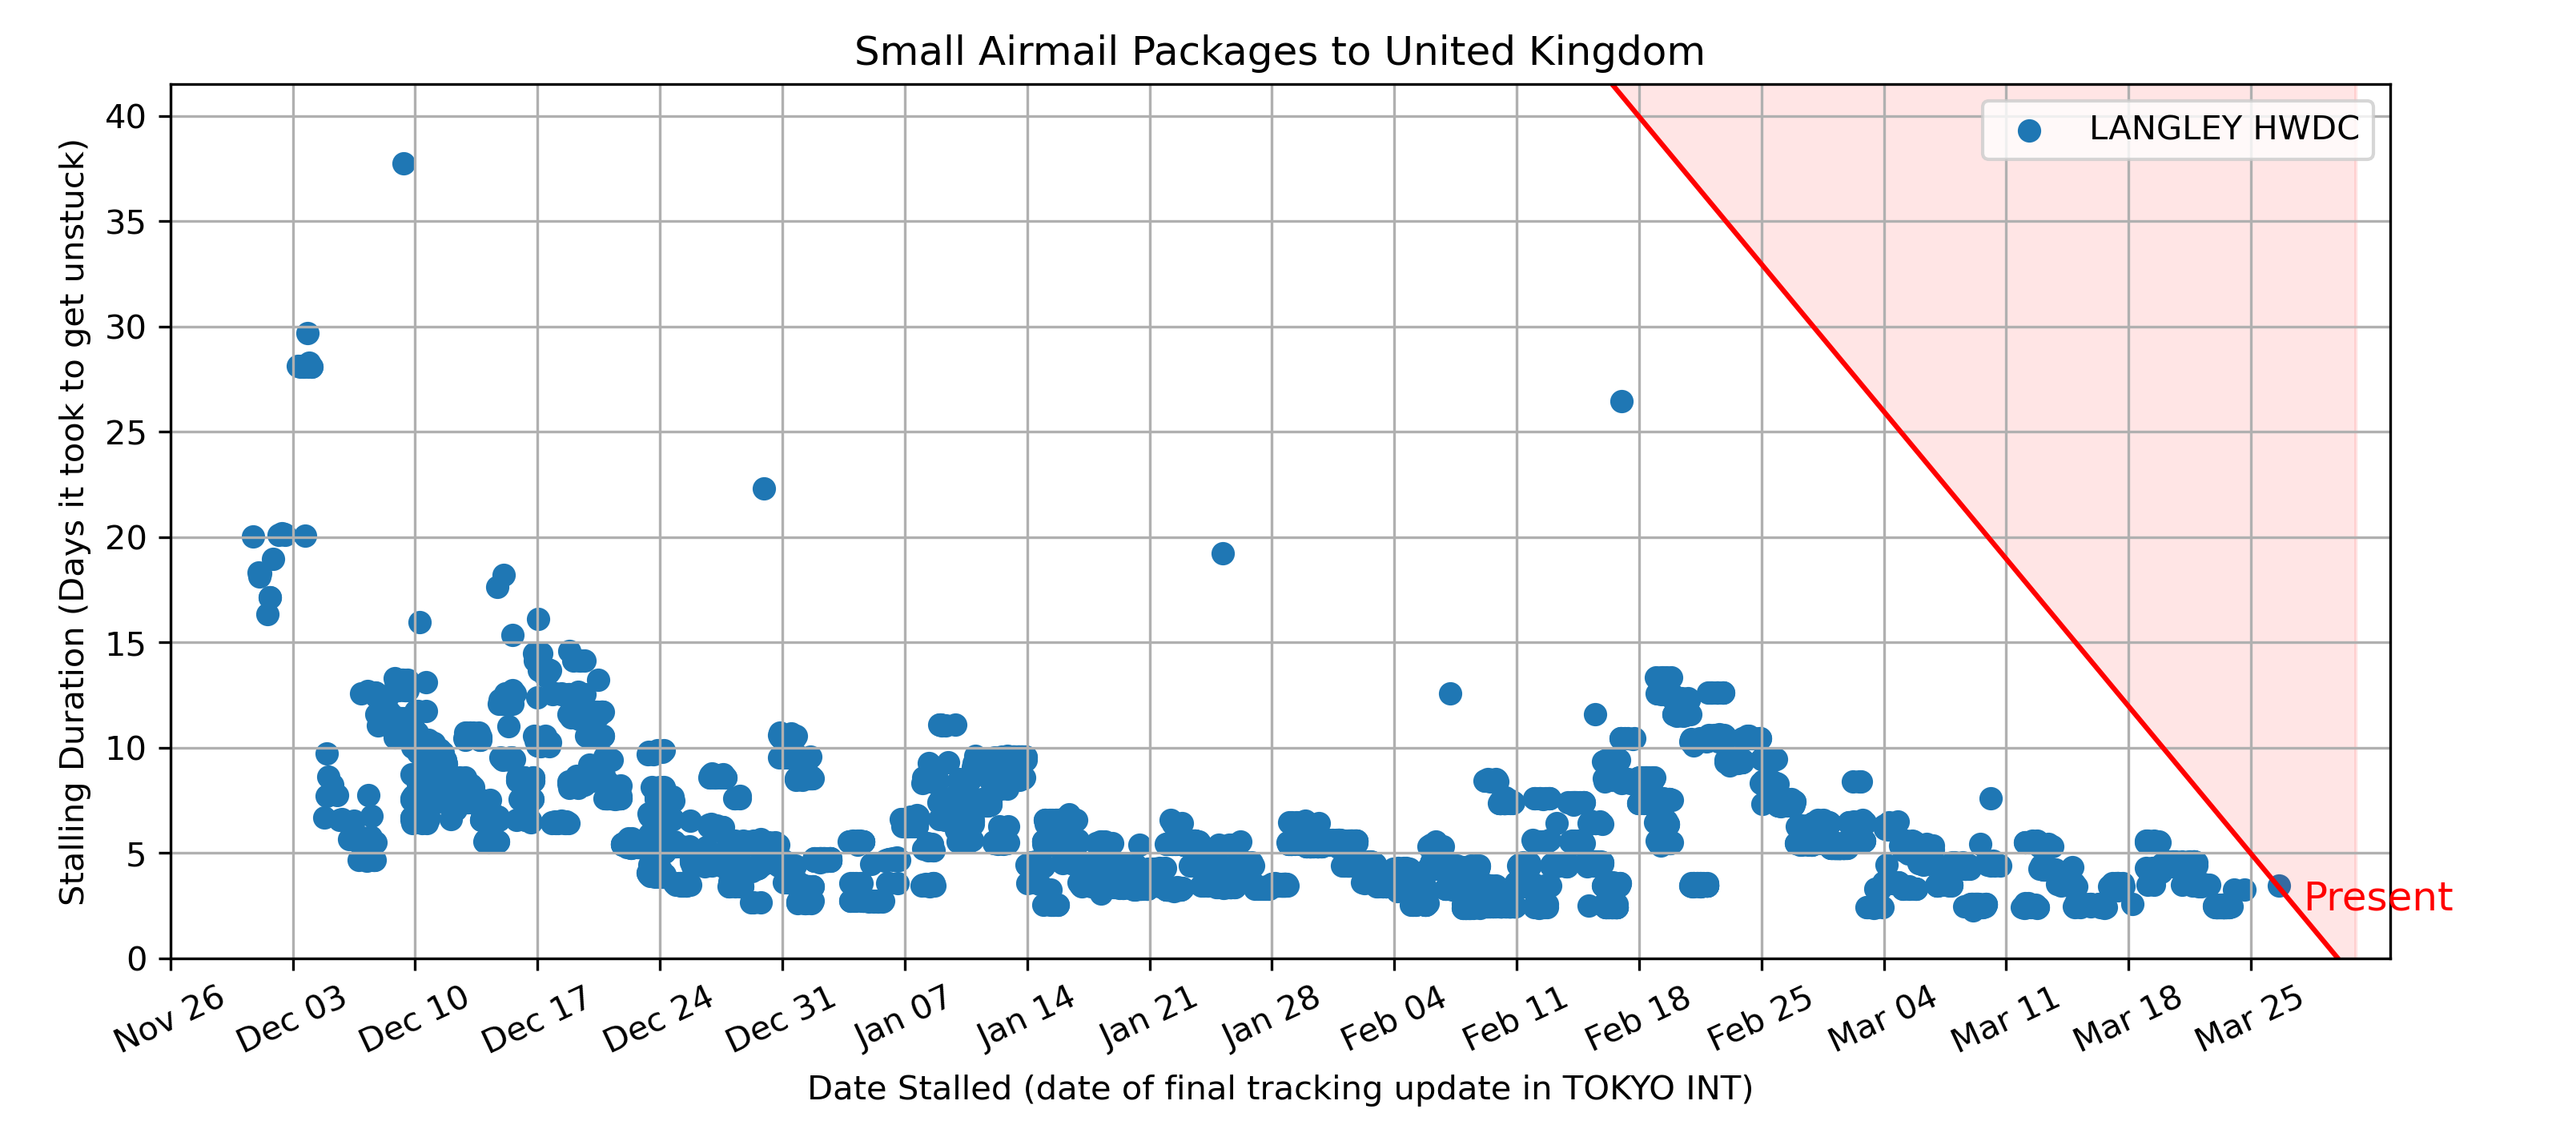 Small Airmail Packages to United Kingdom
LANGLEY HWDC
Stalling Duration (Days it took to get unstuck)
40
35
30
25
20
15
10
5
0
Present
Nov 26
Dec 03
Dec 10
Dec 17
Dec 24
Dec 31
Jan 07
Jan 14
Jan 21
Jan 28
Feb 04
Feb 11
Feb 18
Feb 25
Mar 04
Mar 11
Mar 18
Mar 25
Date Stalled (date of final tracking update in TOKYO INT)